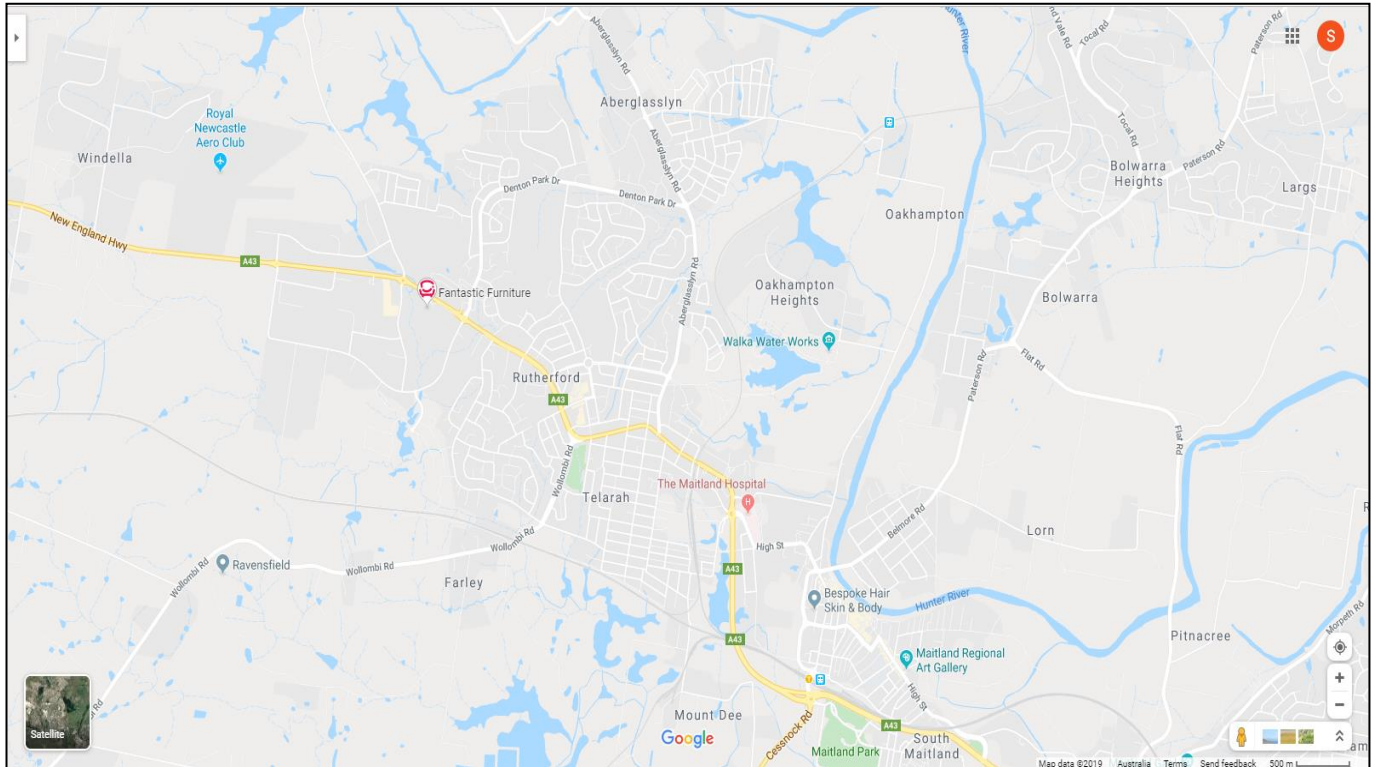 Hunter
River
Aberglasslyn Rd
Vale Rd
Tocal Rd
Paterson Rd
S
Royal
Newcastle
Aero Club
Windella
Aberglasslyn
Aberglasslyn Rd
Tocal Rd
Paterson Rd
Bolwarra
Heights
Largs
Denton Park Dr
Denton Park Dr
Oakhampton
New England Hwy
A43
Fantastic Furniture
Aberglasslyn Rd
Oakhampton
Heights
Bolwarra
Walka Water Works
Flat Rd
Paterson Rd
Rutherford
A43
Flat Rd
Wollombi Rd
The Maitland Hospital
H
Telarah
Belmore Rd
Lorn
Wollombi Rd
High St
Ravensfield
Wollombi Rd
Wollombi Rd
Farley
A43
Bespoke Hair
Skin & Body
Hunter River
Morpeth Rd
Pitnacree
A43
Maitland Regional
Art Gallery
High St
Satellite
Mount Dee
Google
Cessnock Rd
A43
Maitland Park
South
Maitland
Map data ©2019 Australia Terms Send feedback 500 m